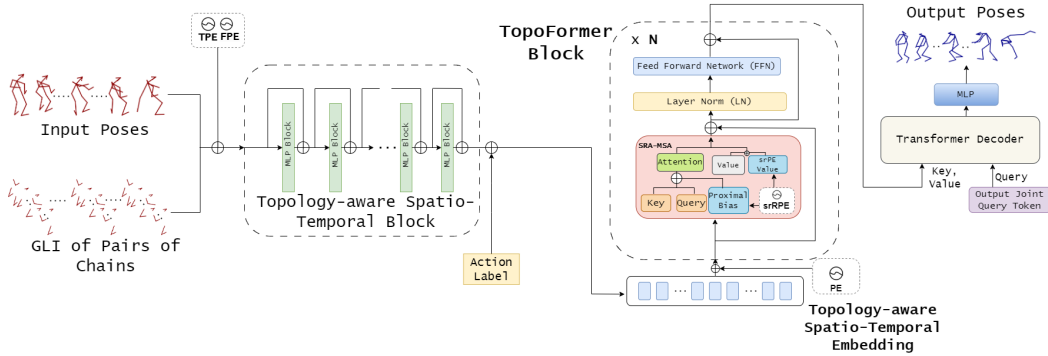 TPE FPE
Input Poses
GLI of Pairs of
Chains
MLP Block
MLP Block
MLP Block
MLP Block
Topology-aware Spatio-
Temporal Block
Action
Label
TopoFormer
Block
x N
Feed Forward Network (FFN)
Layer Norm (LN)
SRA-MSA
Attention
Value
srPE
Value
Key
Query
Proximal
Bias
srRPE
PE
Topology-aware
Spatio-Temporal
Embedding
Output Poses
MLP
Transformer Decoder
Key,
Value
Query
Output Joint
Query Token